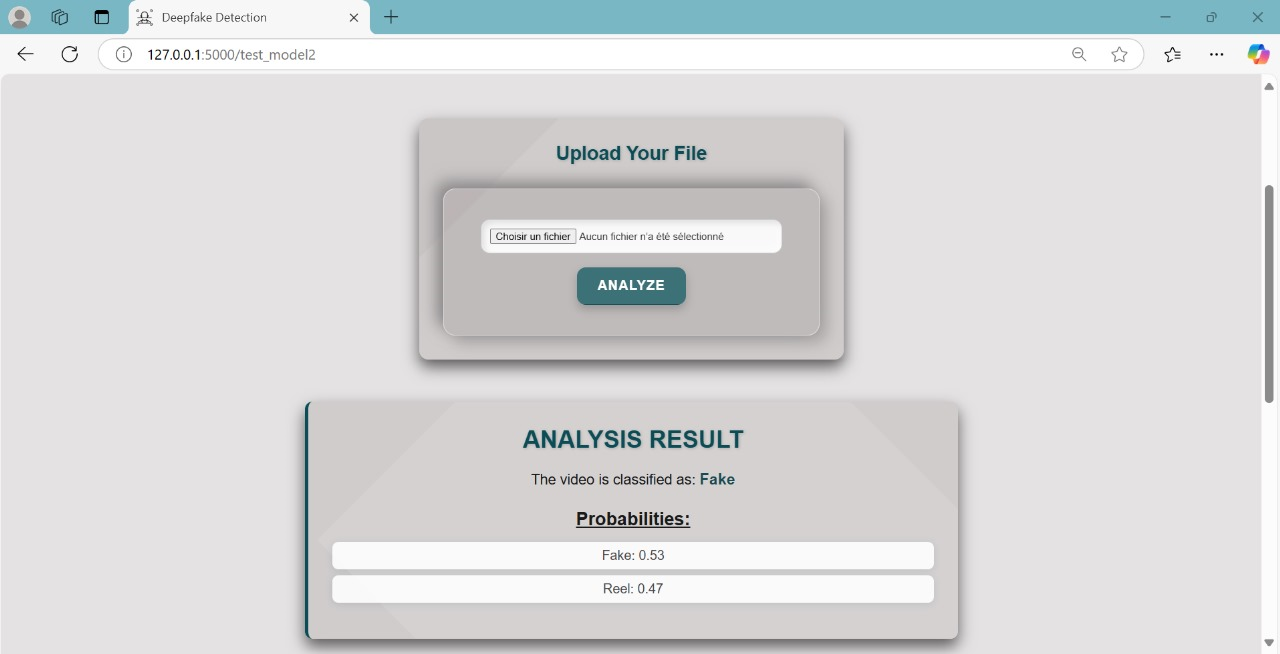 Deepfake Detection
127.0.0.1:5000/test_model2
Upload Your File
Choisir un fichier Aucun fichier n'a été sélectionné
ANALYZE
ANALYSIS RESULT
The video is classified as: Fake
Probabilities:
Fake: 0.53
Reel: 0.47